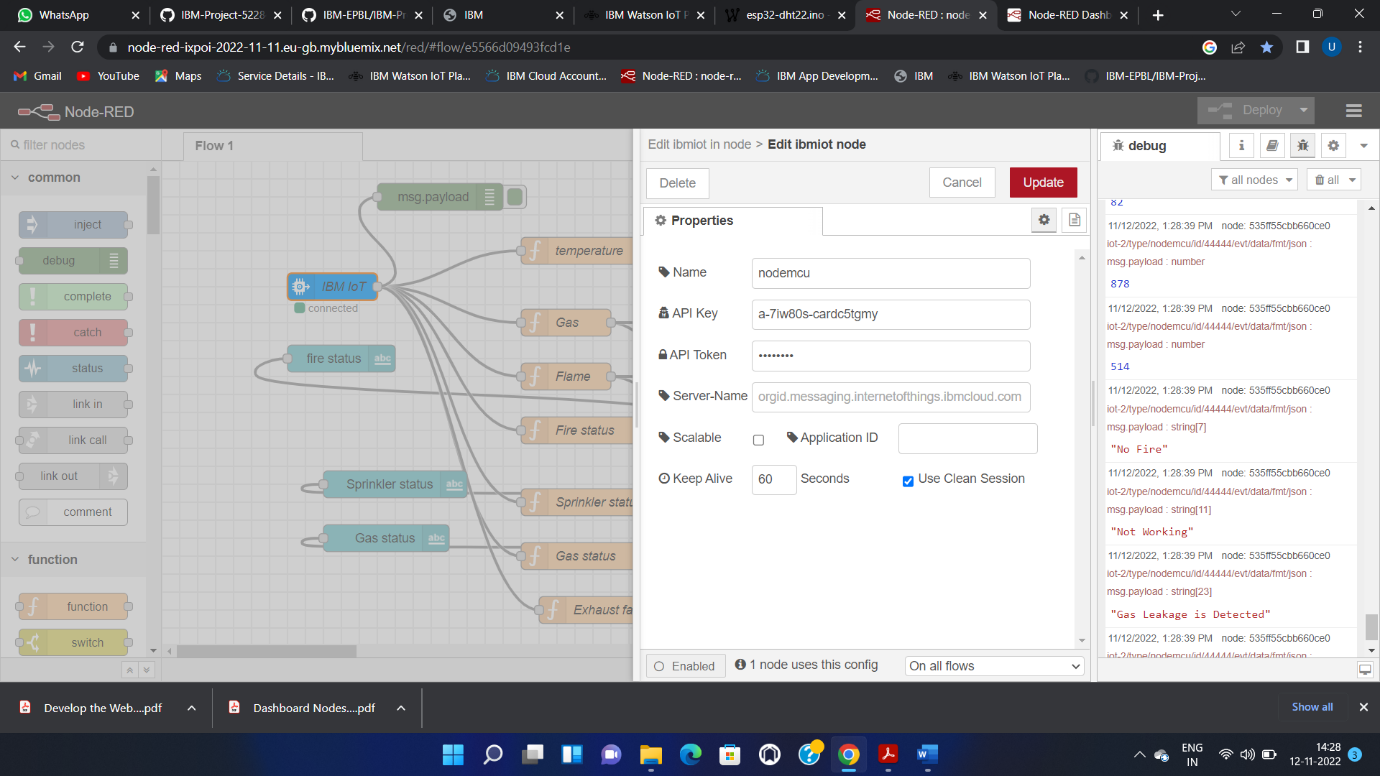 WhatsApp
IBM-Project-5228
IBM-EPBL/IBM-Pr
IBM
IBM Watson IoT P
esp32-dht22.ino -
Node-RED : node
Node-RED Dashb
node-red-ixpoi-2022-11-11.eu-gb.mybluemix.net/red/#flow/e5566d09493fcd1e
U
Gmail
YouTube
Maps
Service Details - IB...
IBM Watson IoT Pla...
IBM Cloud Account...
Node-RED : node-r...
IBM App Developm...
IBM
IBM Watson IoT Pla...
IBM-EPBL/IBM-Proj...
Node-RED
Deploy
filter nodes
common
inject
debug
complete
catch
status
link in
link call
link out
comment
function
function
switch
Flow 1
msg.payload
temperature
IBM IoT
connected
Gas
fire status
abc
Flame
Fire status
Sprinkler status
abc
Sprinkler statu
Gas status
abc
Gas status
Exhaust fa
Edit ibmiot in node > Edit ibmiot node
Delete
Cancel
Update
Properties
Name
nodemcu
API Key
a-7iw80s-cardc5tgmy
API Token
••••••••
Server-Name
orgid.messaging.internetofthings.ibmcloud.com
Scalable
Application ID
Keep Alive
60
Seconds
Use Clean Session
Enabled
1 node uses this config
On all flows
debug
all nodes
all
82
11/12/2022, 1:28:39 PM node: 535ff55cbb660ce0
iot-2/type/nodemcu/id/44444/evt/data/fmt/json :
msg.payload : number
878
11/12/2022, 1:28:39 PM node: 535ff55cbb660ce0
iot-2/type/nodemcu/id/44444/evt/data/fmt/json :
msg.payload : number
514
11/12/2022, 1:28:39 PM node: 535ff55cbb660ce0
iot-2/type/nodemcu/id/44444/evt/data/fmt/json :
msg.payload : string[7]
"No Fire"
11/12/2022, 1:28:39 PM node: 535ff55cbb660ce0
iot-2/type/nodemcu/id/44444/evt/data/fmt/json :
msg.payload : string[11]
"Not Working"
11/12/2022, 1:28:39 PM node: 535ff55cbb660ce0
iot-2/type/nodemcu/id/44444/evt/data/fmt/json :
msg.payload : string[23]
"Gas Leakage is Detected"
11/12/2022, 1:28:39 PM node: 535ff55cbb660ce0
iot-2/type/nodemcu/id/44444/evt/data/fmt/json :
Develop the Web....pdf
Dashboard Nodes....pdf
Show all
ENG
IN
14:28
12-11-2022
3